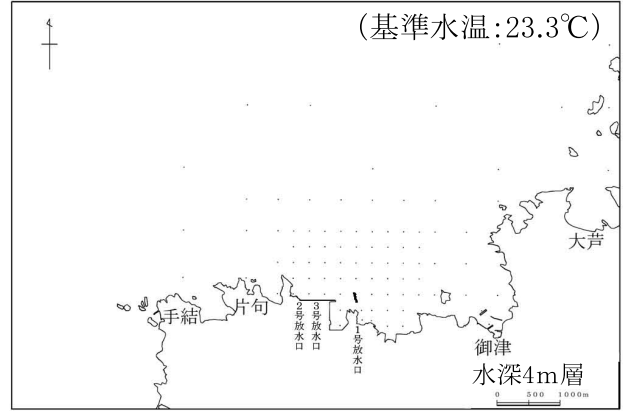 (基準水温:23.3℃)
大芦
手結
片句
2号放水口
3号放水口
1号放水口
御津
水深4m層
0 500 1000m